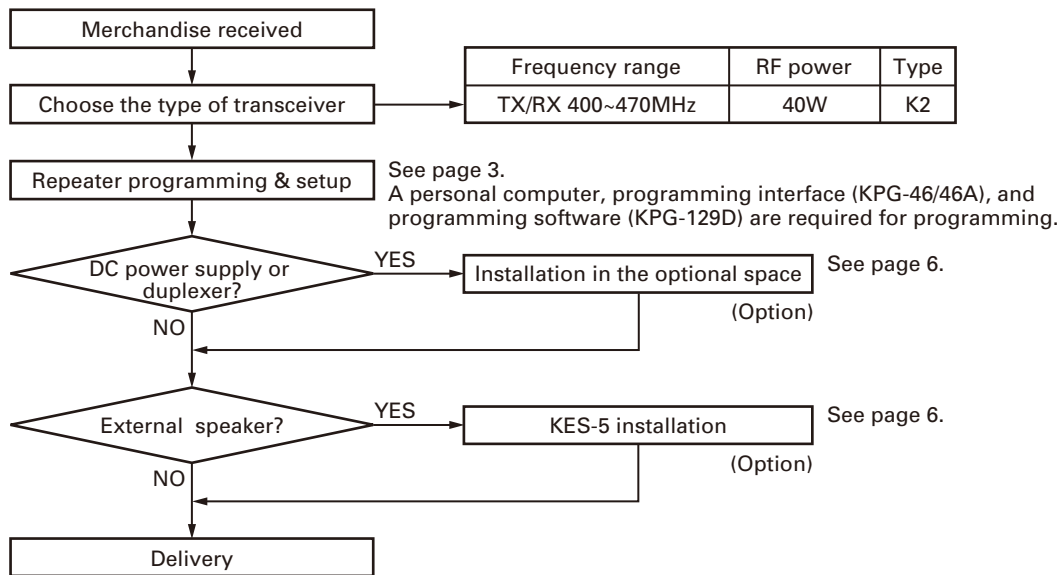 Merchandise received
Choose the type of transceiver
Frequency range RF power Type
TX/RX 400~470MHz 40W K2
Repeater programming & setup
See page 3.
A personal computer, programming interface (KPG-46/46A), and
programming software (KPG-129D) are required for programming.
DC power supply or
duplexer?
YES
Installation in the optional space
See page 6.
(Option)
NO
External speaker?
YES
KES-5 installation
See page 6.
(Option)
NO
Delivery